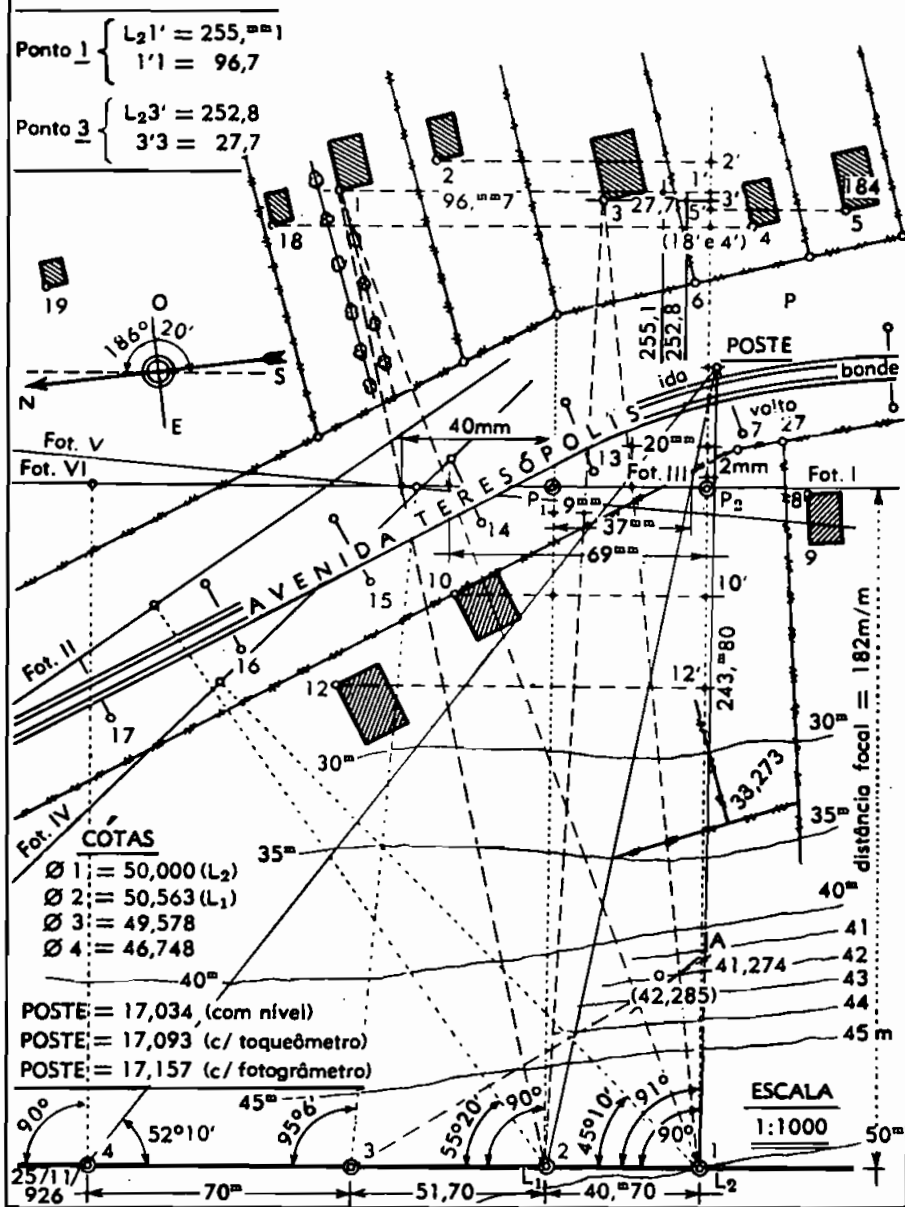 Ponto 1 { L₂1' = 255,ᵐᵐ1
1'1 = 96,7
Ponto 3 { L₂3' = 252,8
3'3 = 27,7
2
2'
1
96,ᵐᵐ7
1'
184
3
27,7
3'
18
5'
4
5
(18' e 4')
19
6
P
O
186° 20'
N
S
E
255,1
252,8
POSTE
ida
bonde
volta
7
27
40mm
Fot. V
Fot. VI
13
20ᵐᵐ
Fot. III
2mm
Fot. I
P₁
9ᵐᵐ
P₂
8
14
37ᵐᵐ
9
69ᵐᵐ
AVENIDA TERESÓPOLIS
15
10
10'
16
Fot. II
12
12'
243,ᵐ80
17
30ᵐ
30ᵐ
38,273
distância focal = 182m/m
Fot. IV
CÓTAS
35ᵐ
35ᵐ
Ø 1 = 50,000 (L₂)
Ø 2 = 50,563 (L₁)
Ø 3 = 49,578
Ø 4 = 46,748
40ᵐ
41
A
42
41,274
40ᵐ
43
(42,285)
44
POSTE = 17,034 (com nível)
POSTE = 17,093 (c/ toqueômetro)
45 m
POSTE = 17,157 (c/ fotogrâmetro)
45ᵐ
ESCALA
1:1000
90°
52°10'
95°6'
55°20'
90°
45°10'
91°
90°
50ᵐ
4
3
2
1
25/11/
926
L₁
L₂
70ᵐ
51,70
40,ᵐ70